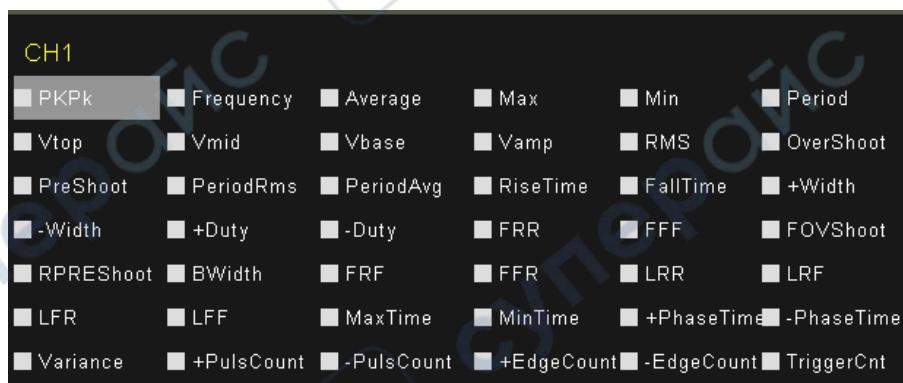 CH1
PKPk Frequency Average Max Min Period
Vtop Vmid Vbase Vamp RMS OverShoot
PreShoot PeriodRms PeriodAvg RiseTime FallTime +Width
-Width +Duty -Duty FRR FFF FOVShoot
RPREShoot BWidth FRF FFR LRR LRF
LFR LFF MaxTime MinTime +PhaseTime -PhaseTime
Variance +PulsCount -PulsCount +EdgeCount -EdgeCount TriggerCnt
суперайс